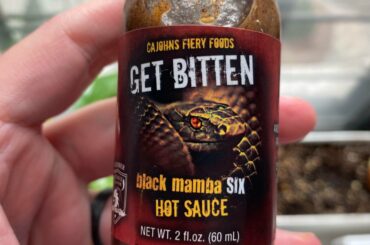 CAJOHNS FIERY FOODS
GET BITTEN
black mamba SIX
HOT SAUCE
NET WT. 2 fl.oz. (60 mL)